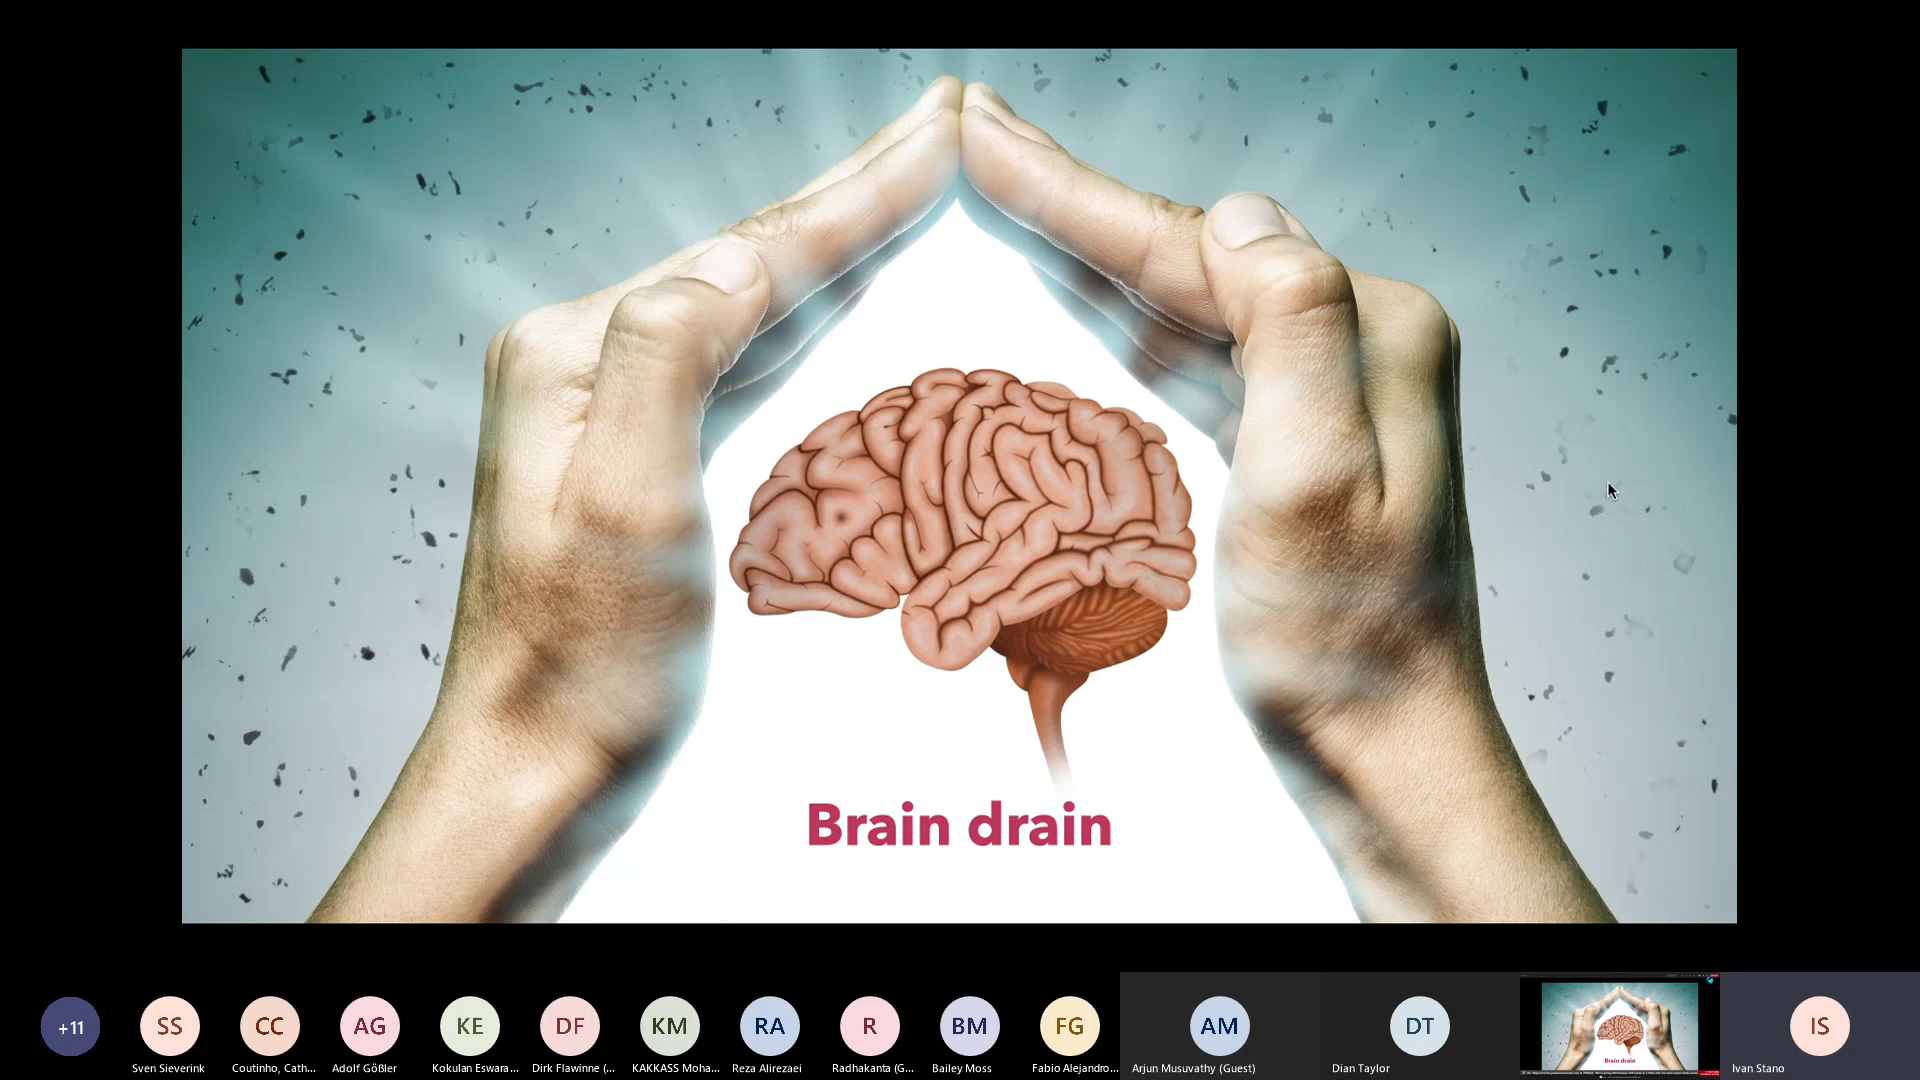 Brain drain
+11
SS
CC
AG
KE
DF
KM
RA
R
BM
FG
AM
DT
IS
Sven Sieverink
Coutinho, Cath...
Adolf Gößler
Kokulan Eswara...
Dirk Flawinne (...
KAKKASS Moha...
Reza Alirezaei
Radhakanta (G...
Bailey Moss
Fabio Alejandro...
Arjun Musuvathy (Guest)
Dian Taylor
Brain drain
Ivan Stano